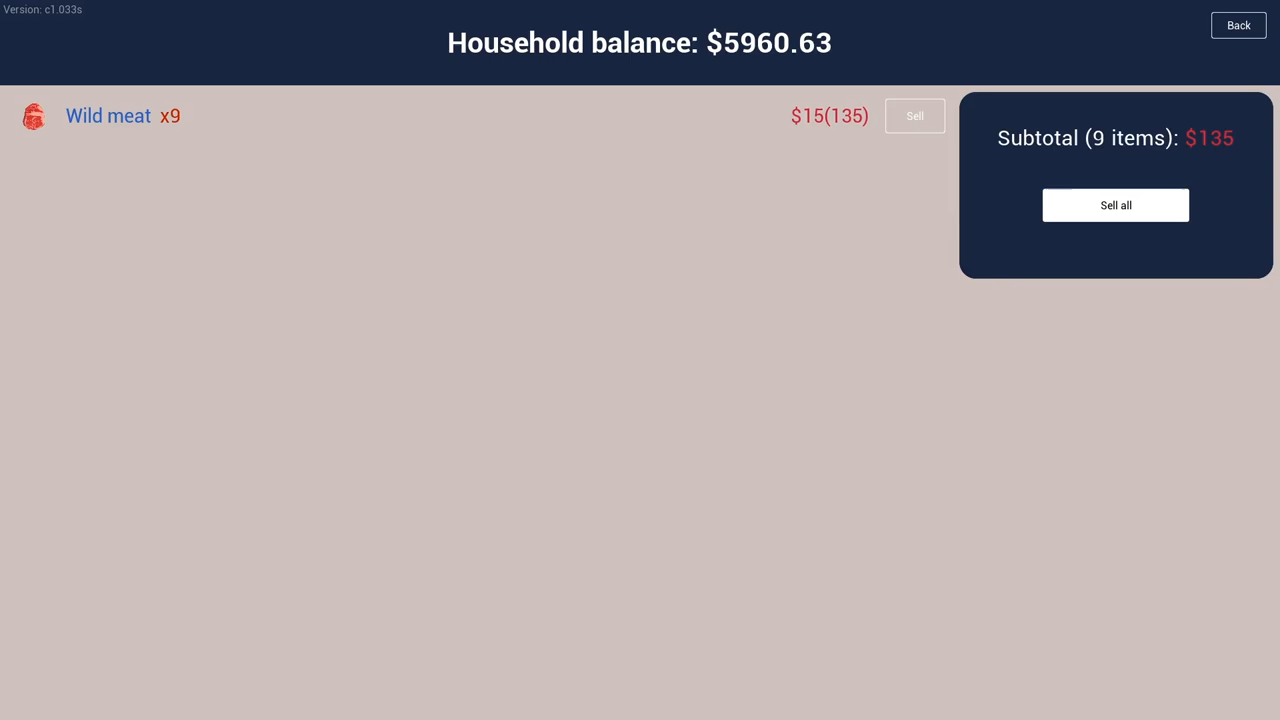 Version: c1.033s
Household balance: $5960.63
Back
Wild meat x9 $15(135) Sell
Subtotal (9 items): $135
Sell all